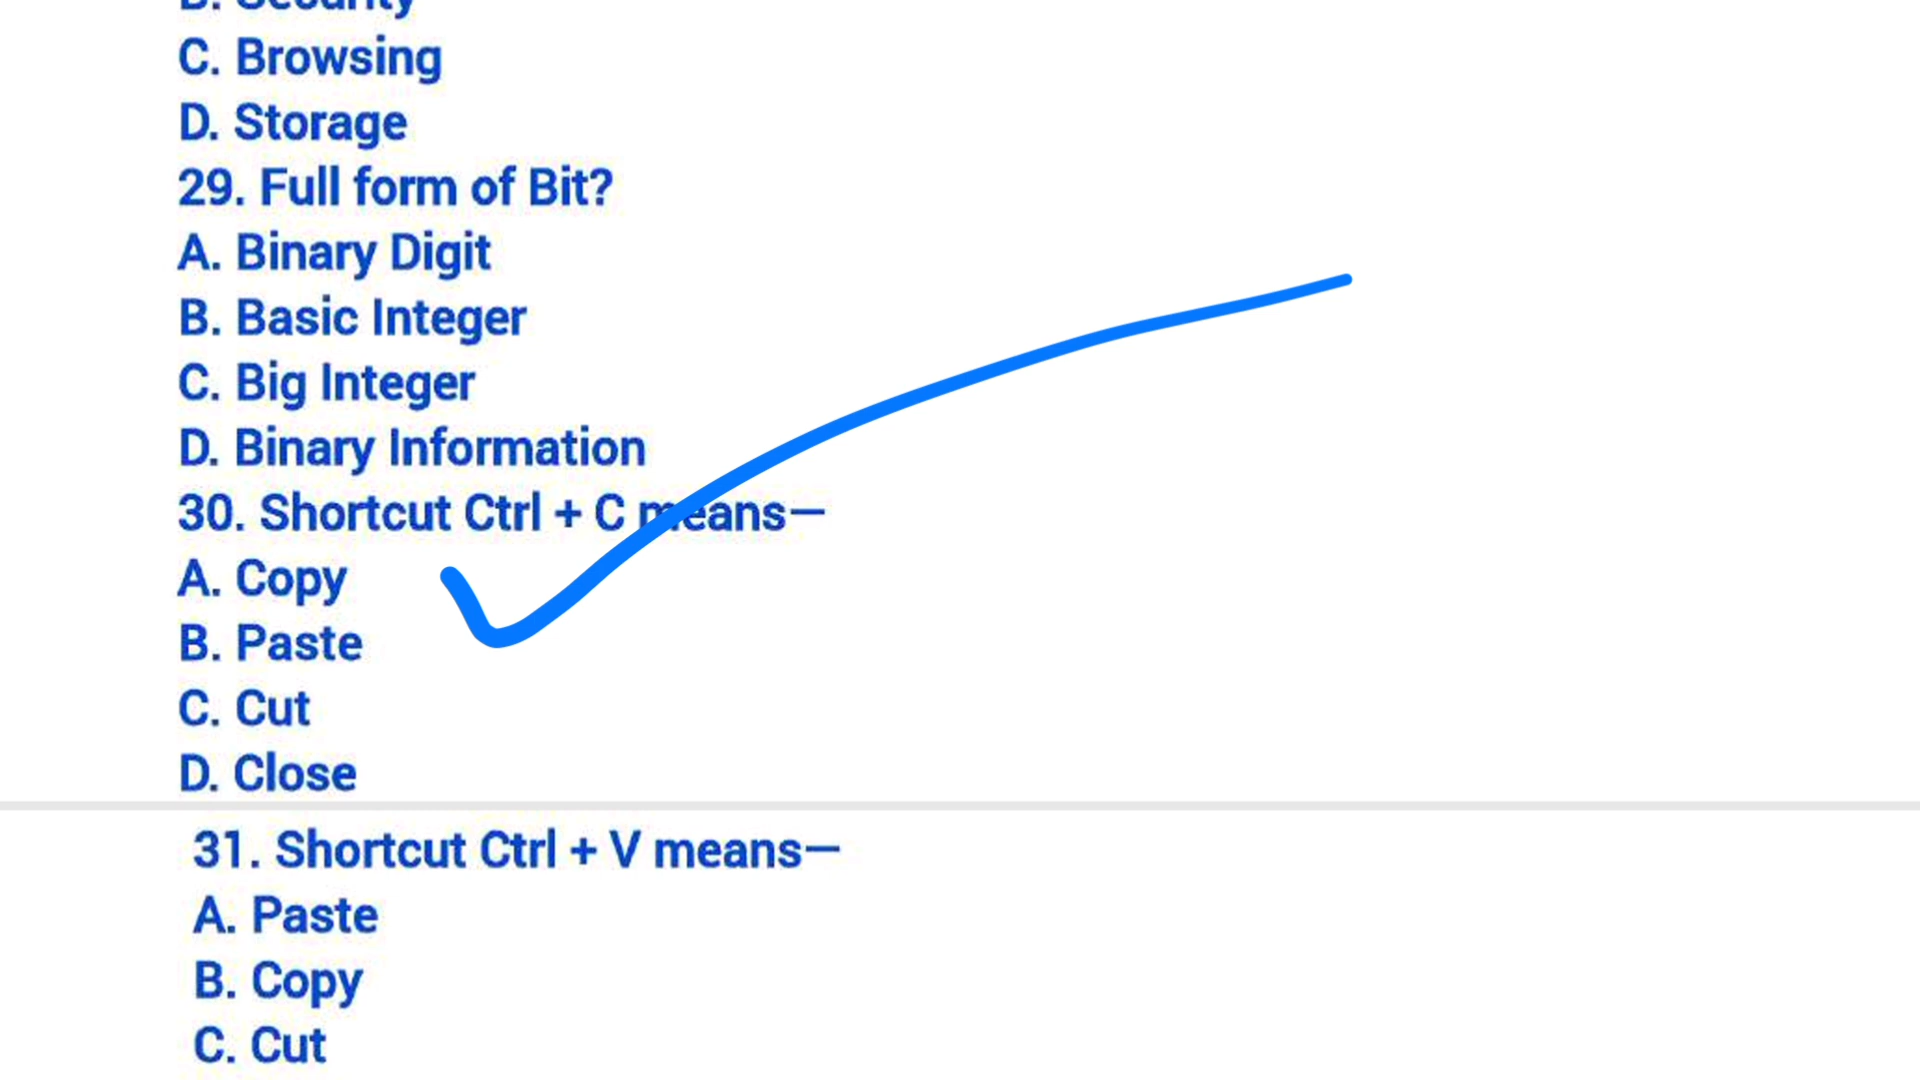 B. Security
C. Browsing
D. Storage
29. Full form of Bit?
A. Binary Digit
B. Basic Integer
C. Big Integer
D. Binary Information
30. Shortcut Ctrl + C means—
A. Copy
B. Paste
C. Cut
D. Close
31. Shortcut Ctrl + V means—
A. Paste
B. Copy
C. Cut